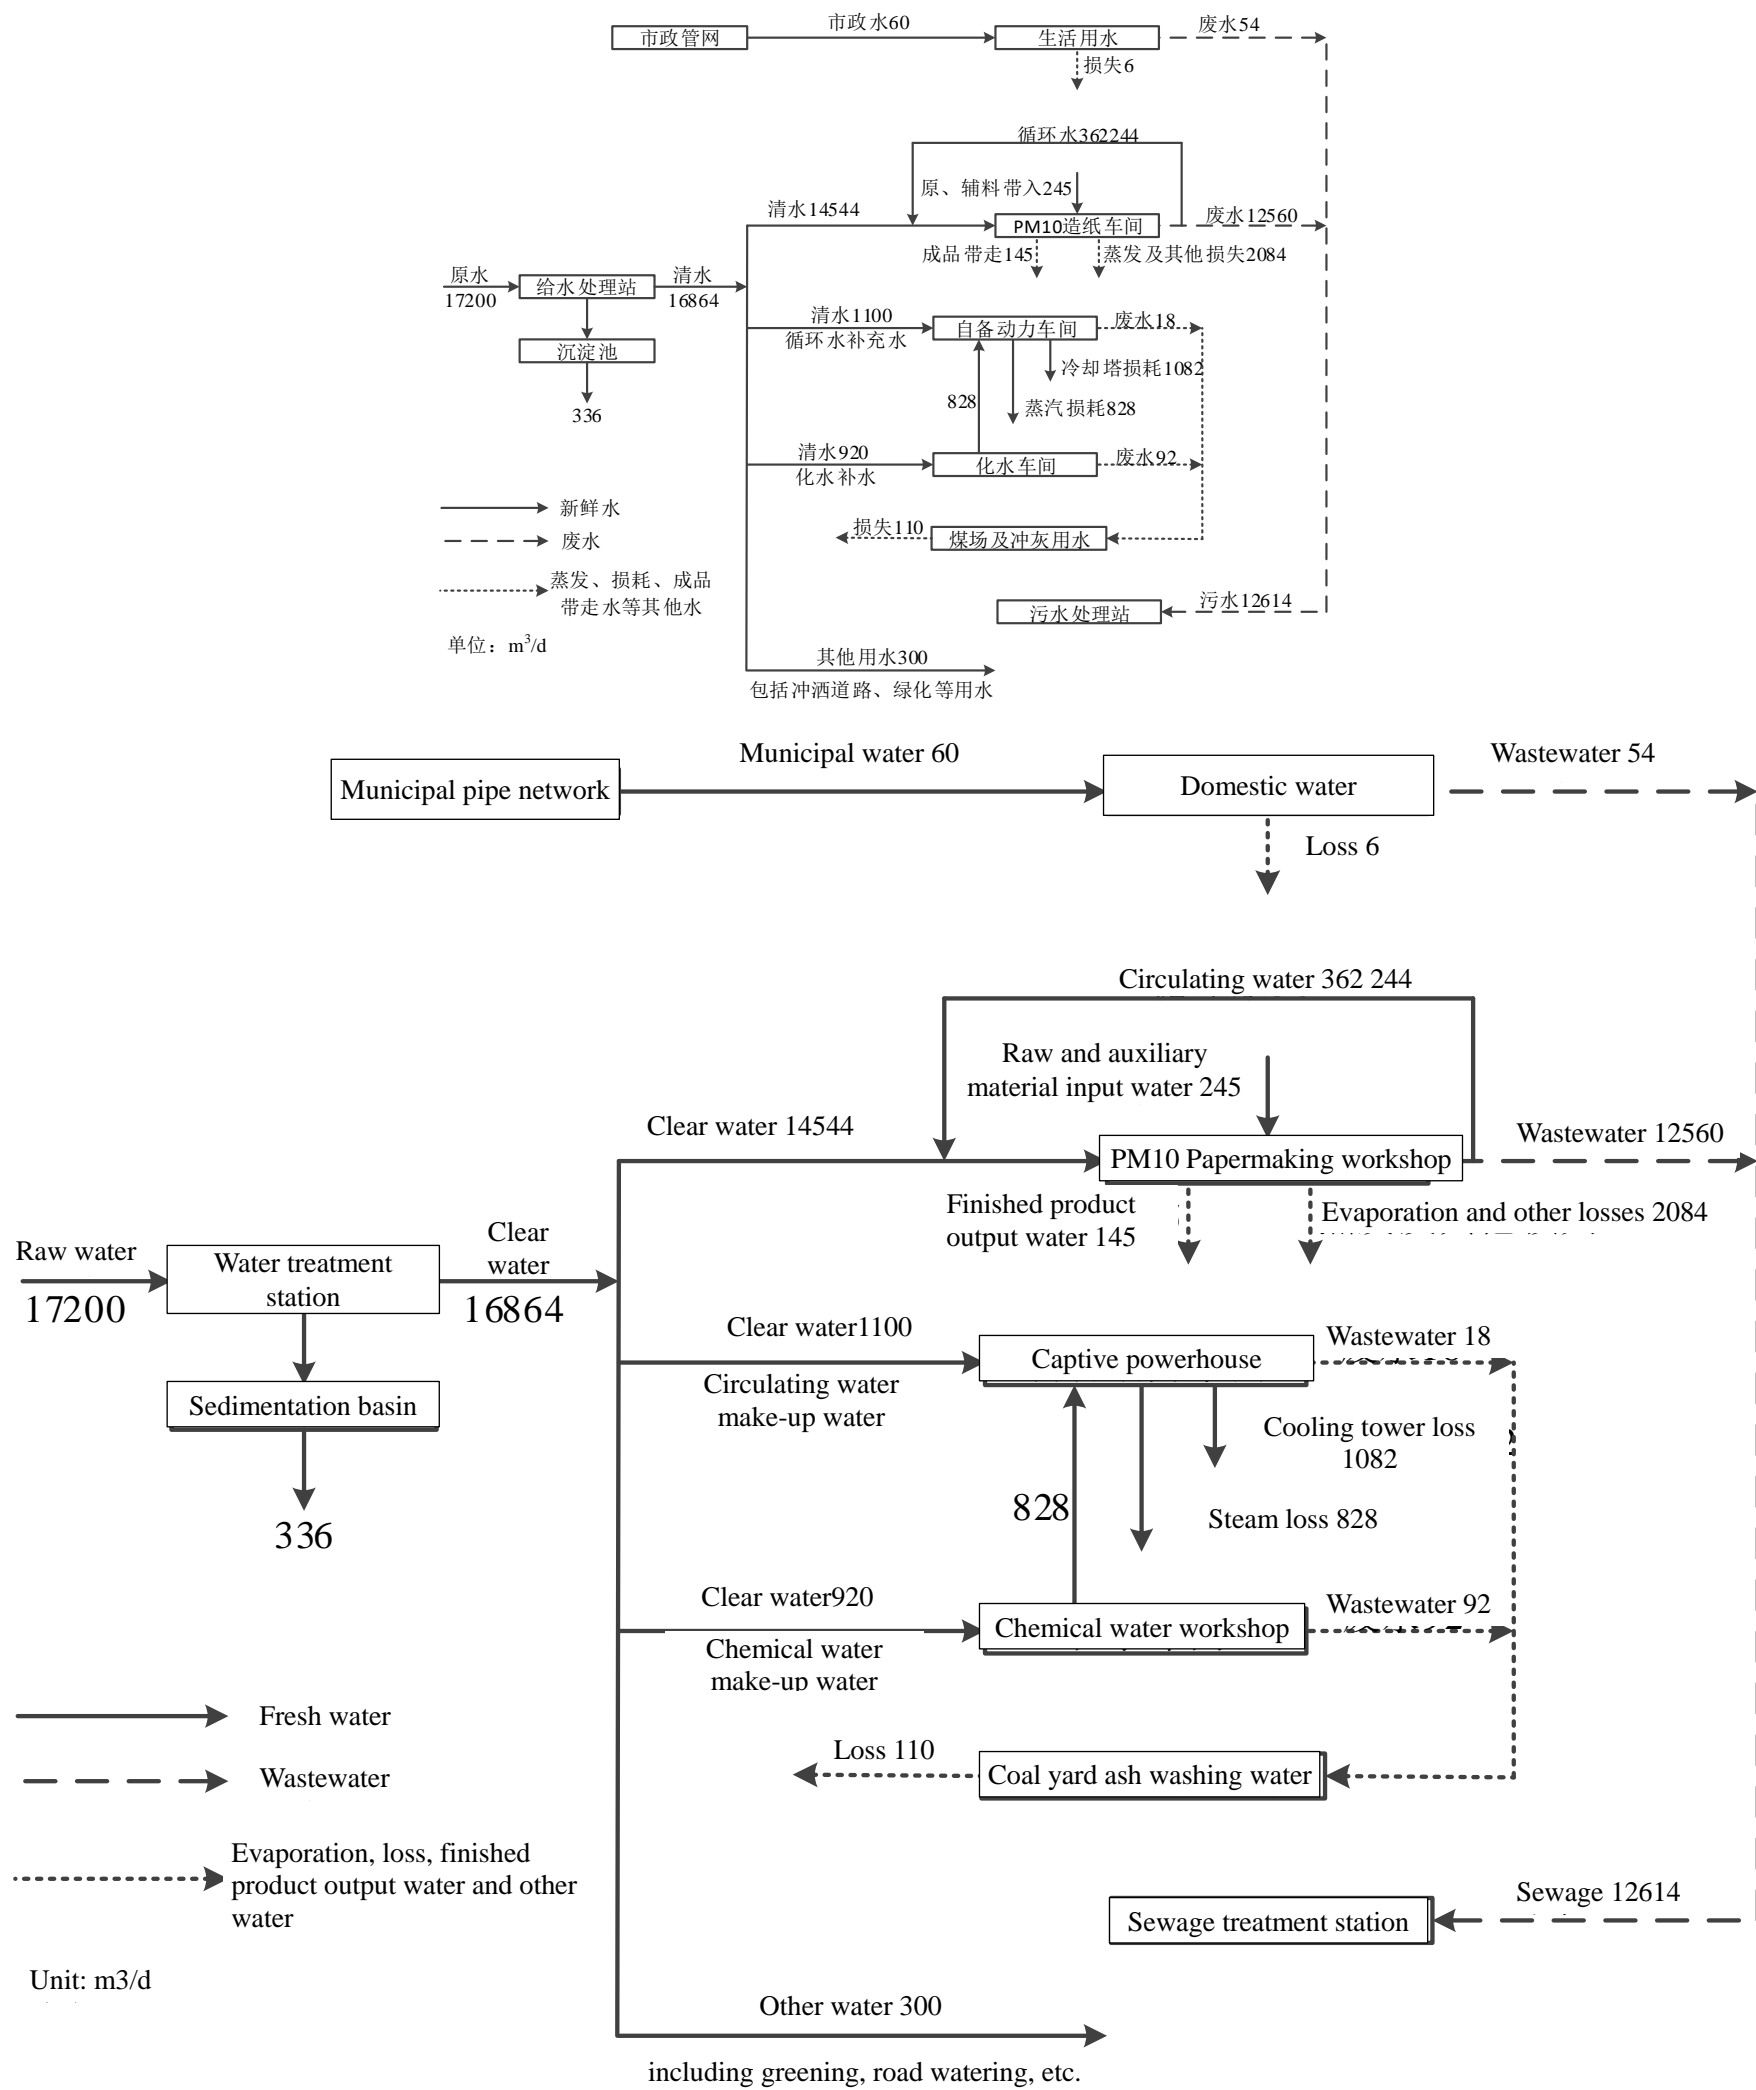 市政管网
市政水60
生活用水
废水54
损失6
循环水362244
原、辅料带入245
清水14544
PM10造纸车间
废水12560
成品带走145
蒸发及其他损失2084
原水
17200
给水处理站
清水
16864
沉淀池
336
清水1100
循环水补充水
自备动力车间
废水18
冷却塔损耗1082
828
蒸汽损耗828
清水920
化水补水
化水车间
废水92
损失110
煤场及冲灰用水
新鲜水
废水
蒸发、损耗、成品
带走水等其他水
污水处理站
污水12614
单位：m³/d
其他用水300
包括冲洒道路、绿化等用水
Municipal pipe network
Municipal water 60
Domestic water
Wastewater 54
Loss 6
Circulating water 362 244
Raw and auxiliary
material input water 245
Clear water 14544
PM10 Papermaking workshop
Wastewater 12560
Finished product
output water 145
Evaporation and other losses 2084
Raw water
17200
Water treatment
station
Clear
water
16864
Sedimentation basin
336
Clear water1100
Circulating water
make-up water
Captive powerhouse
Wastewater 18
Cooling tower loss
1082
828
Steam loss 828
Clear water920
Chemical water
make-up water
Chemical water workshop
Wastewater 92
Loss 110
Coal yard ash washing water
Fresh water
Wastewater
Evaporation, loss, finished
product output water and other
water
Sewage treatment station
Sewage 12614
Unit: m3/d
Other water 300
including greening, road watering, etc.